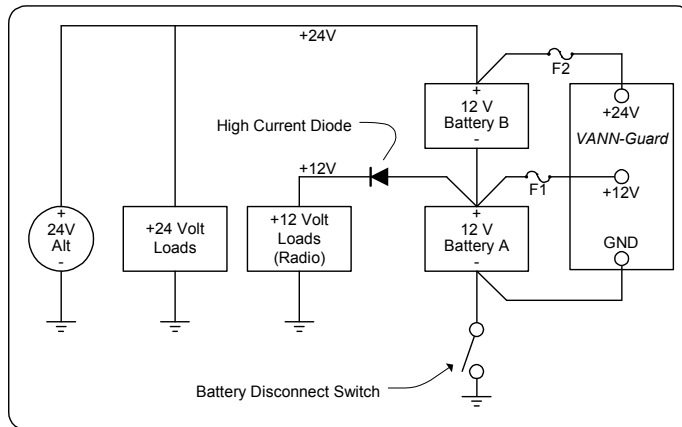 +24V
F2
+
12 V
Battery B
-
+24V
VANN-Guard
High Current Diode
+12V
F1
+12V
+
24V
Alt
-
+24 Volt
Loads
+12 Volt
Loads
(Radio)
+
12 V
Battery A
-
GND
Battery Disconnect Switch